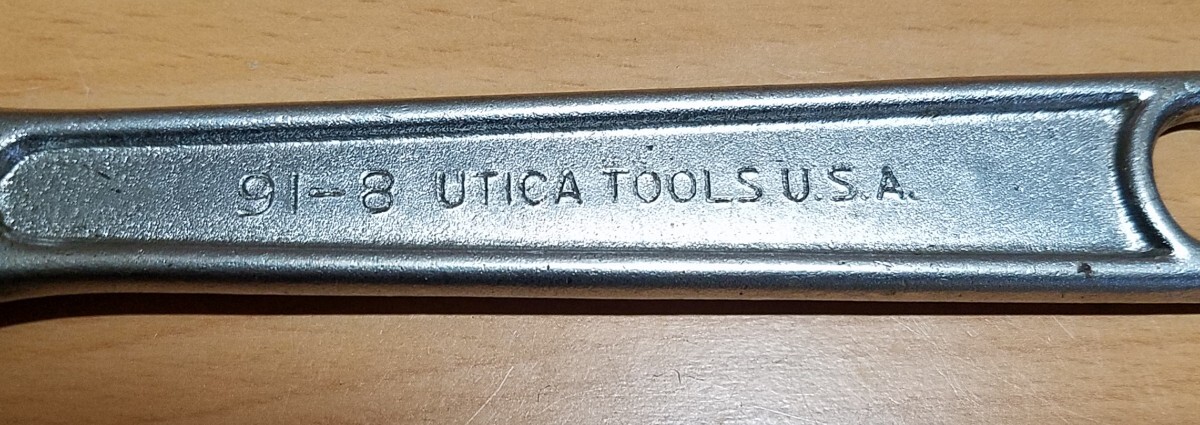 91-8 UTICA TOOLS U.S.A.